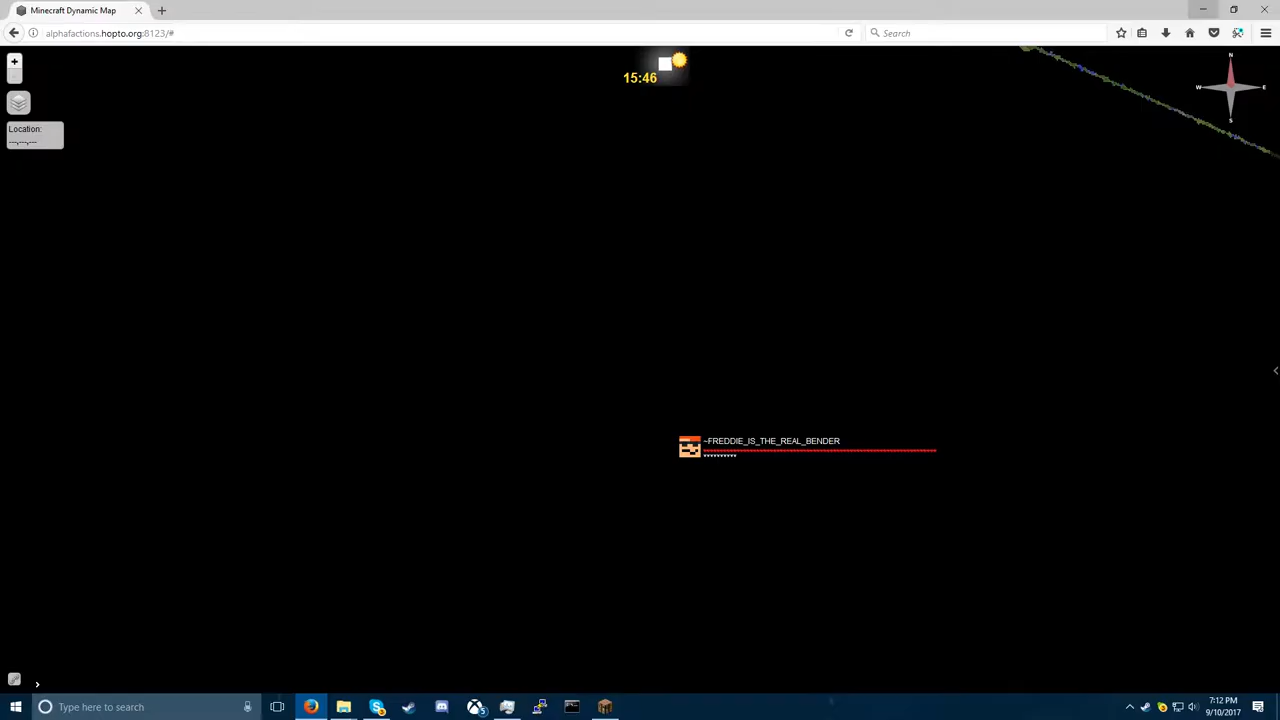 Minecraft Dynamic Map
alphafactions.hopto.org:8123/#
Search
15:46
N
W
E
S
Location:
---,---,---
~FREDDIE_IS_THE_REAL_BENDER
Type here to search
5
7:12 PM
9/10/2017